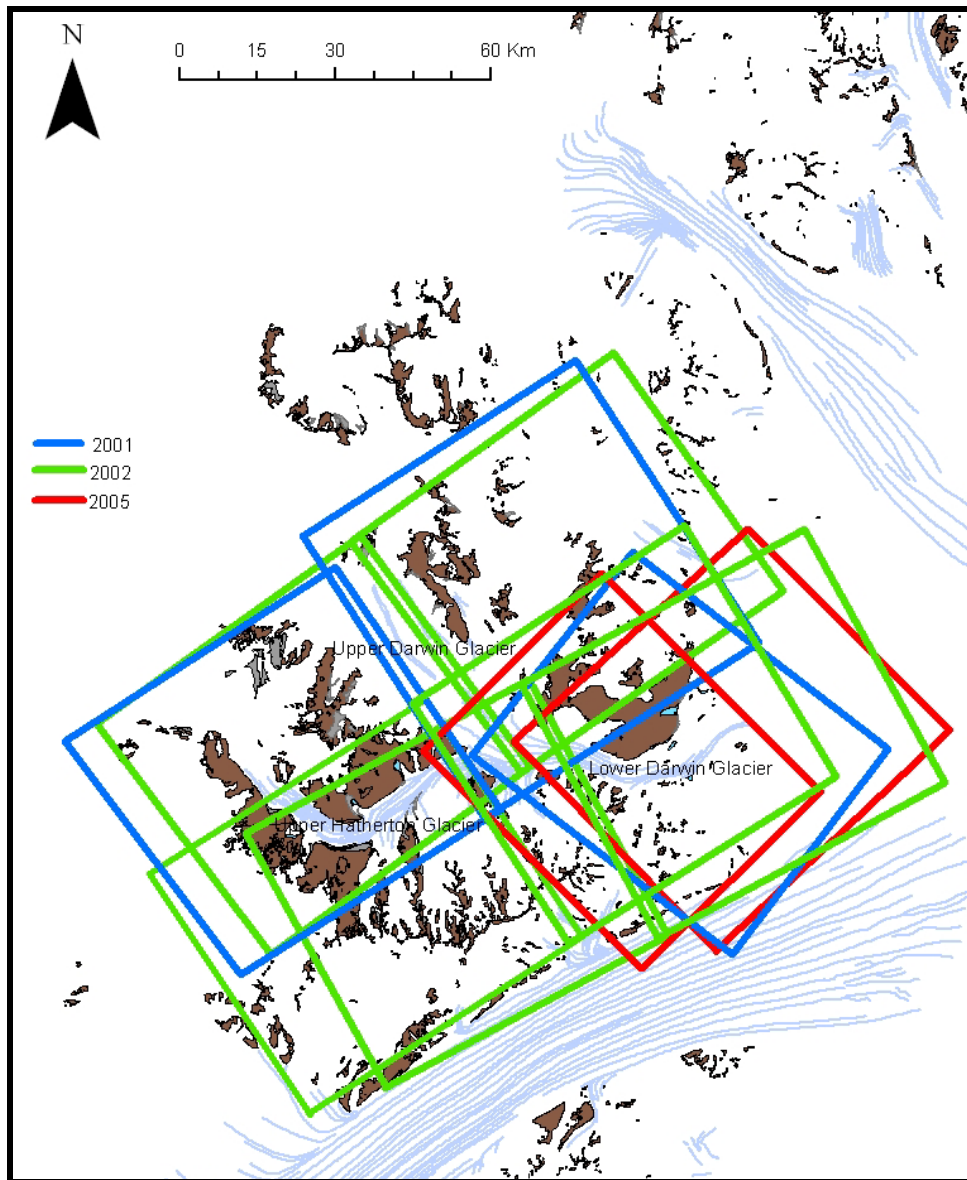 N
0 15 30 60 Km
2001
2002
2005
Upper Darwin Glacier
Lower Darwin Glacier
Upper Hatherton Glacier